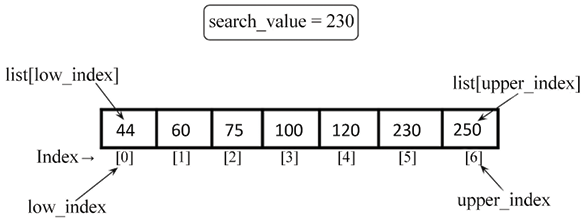 search_value = 230
list[low_index]
list[upper_index]
44 60 75 100 120 230 250
Index→ [0] [1] [2] [3] [4] [5] [6]
low_index
upper_index